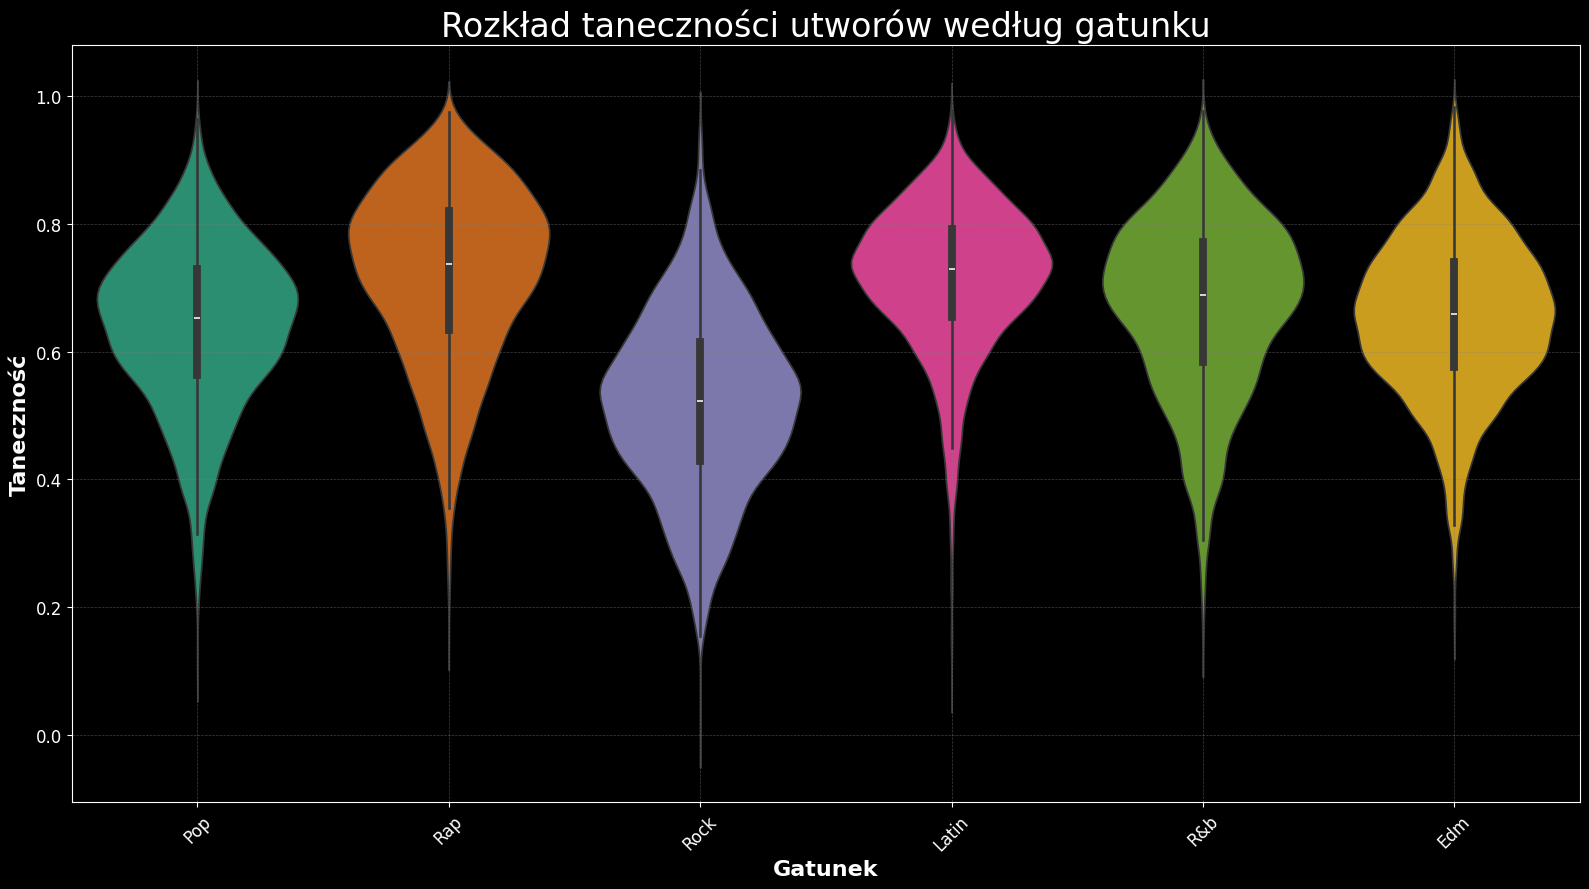 Rozkład taneczności utworów według gatunku
Taneczność
1.0
0.8
0.6
0.4
0.2
0.0
Pop
Rap
Rock
Latin
R&b
Edm
Gatunek